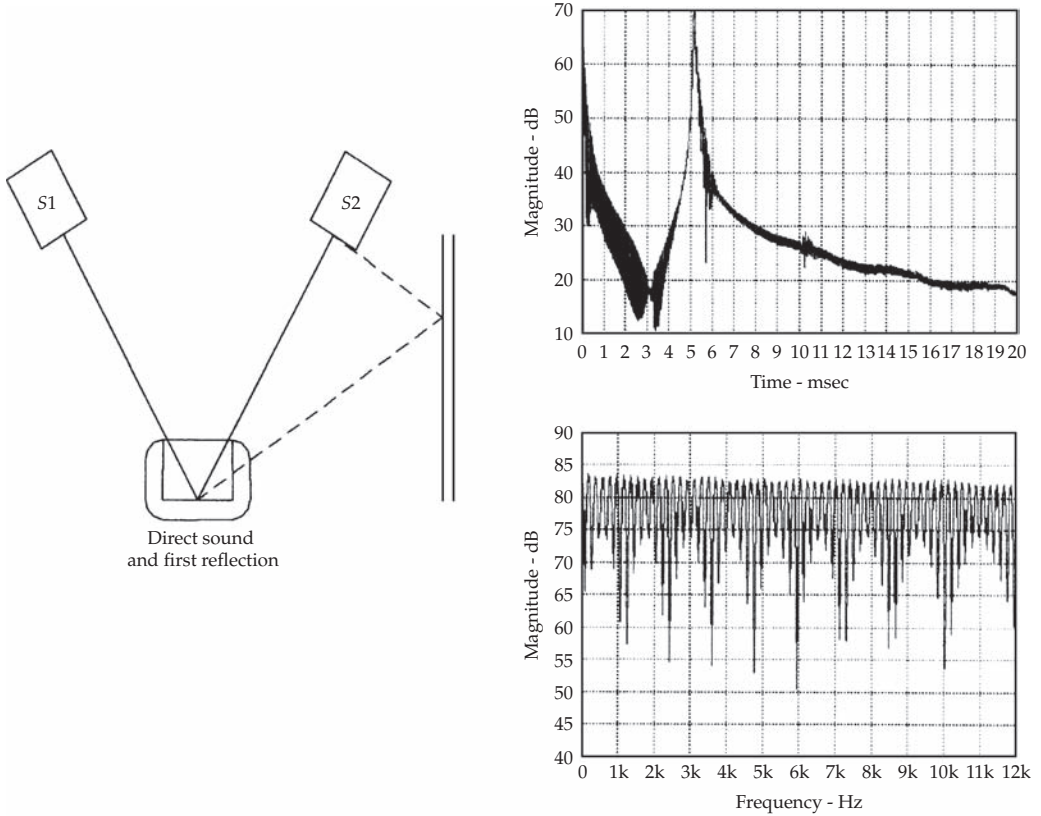 S1
S2
Direct sound
and first reflection
Magnitude - dB
70
60
50
40
30
20
10
0 1 2 3 4 5 6 7 8 9 10 11 12 13 14 15 16 17 18 19 20
Time - msec
Magnitude - dB
90
85
80
75
70
65
60
55
50
45
40
0 1k 2k 3k 4k 5k 6k 7k 8k 9k 10k 11k 12k
Frequency - Hz